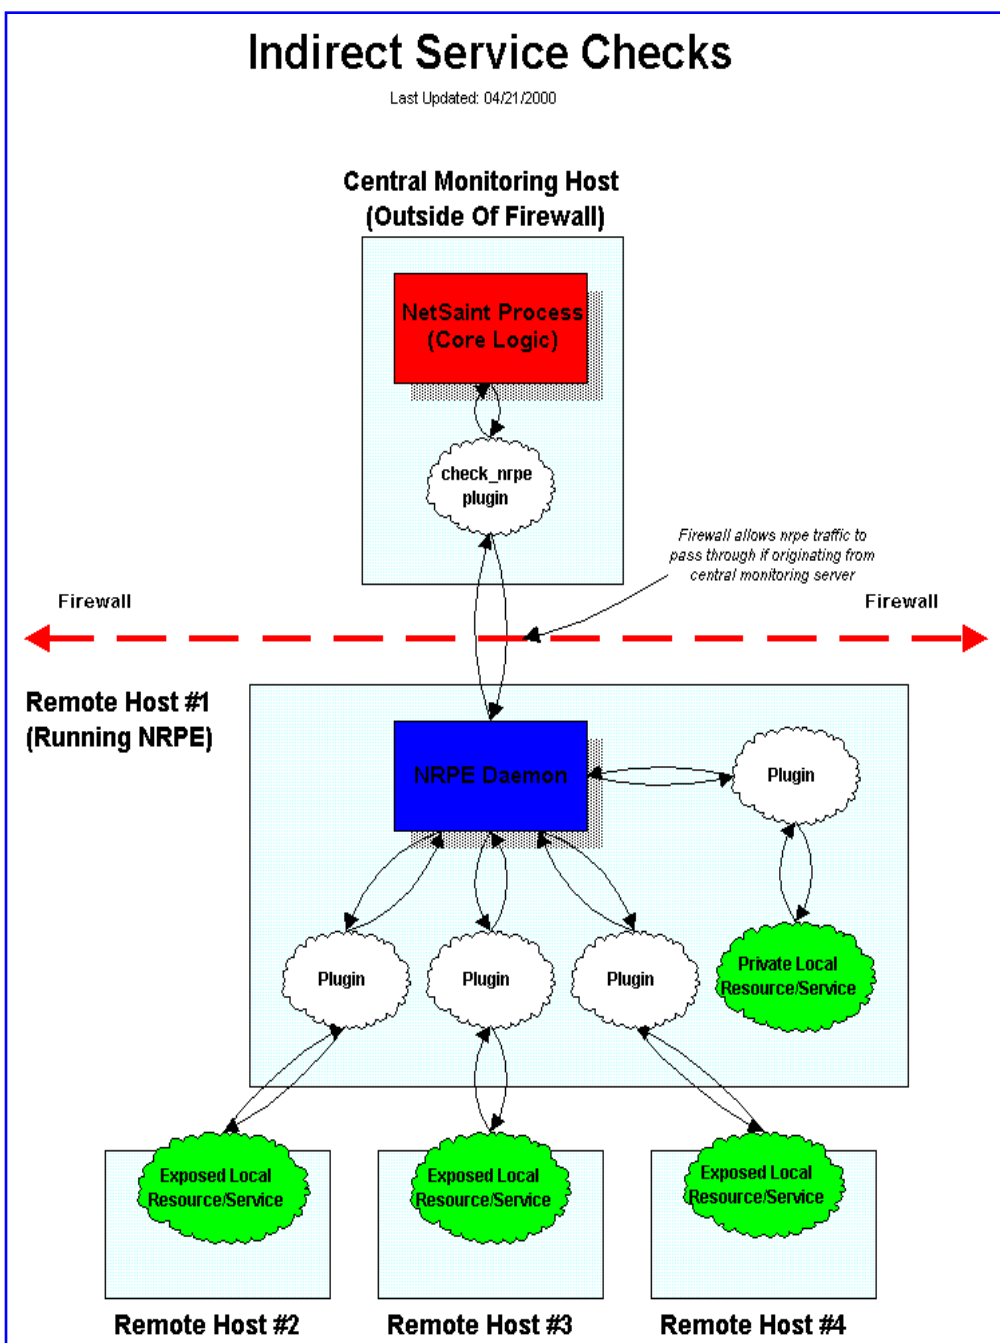 Indirect Service Checks
Last Updated: 04/21/2000
Central Monitoring Host
(Outside Of Firewall)
NetSaint Process
(Core Logic)
check_nrpe
plugin
Firewall allows nrpe traffic to
pass through if originating from
central monitoring server
Firewall
Firewall
Remote Host #1
(Running NRPE)
NRPE Daemon
Plugin
Plugin
Plugin
Plugin
Private Local
Resource/Service
Exposed Local
Resource/Service
Exposed Local
Resource/Service
Exposed Local
Resource/Service
Remote Host #2
Remote Host #3
Remote Host #4